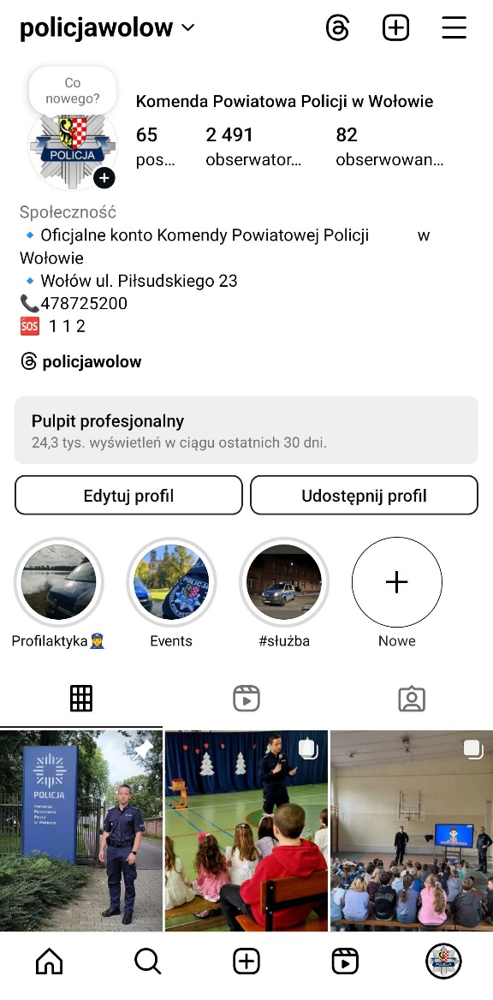 policjawolow
Co
nowego?
POLICJA
Komenda Powiatowa Policji w Wołowie
65 2 491 82
pos... obserwator... obserwowan...
Społeczność
🔹Oficjalne konto Komendy Powiatowej Policji w
Wołowie
🔹Wołów ul. Piłsudskiego 23
📞478725200
🆘 1 1 2
policjawolow
Pulpit profesjonalny
24,3 tys. wyświetleń w ciągu ostatnich 30 dni.
Edytuj profil Udostępnij profil
Profilaktyka👮‍♀️ Events #służba Nowe
POLICJA
Komenda
Powiatowa
Policji
w Wołowie